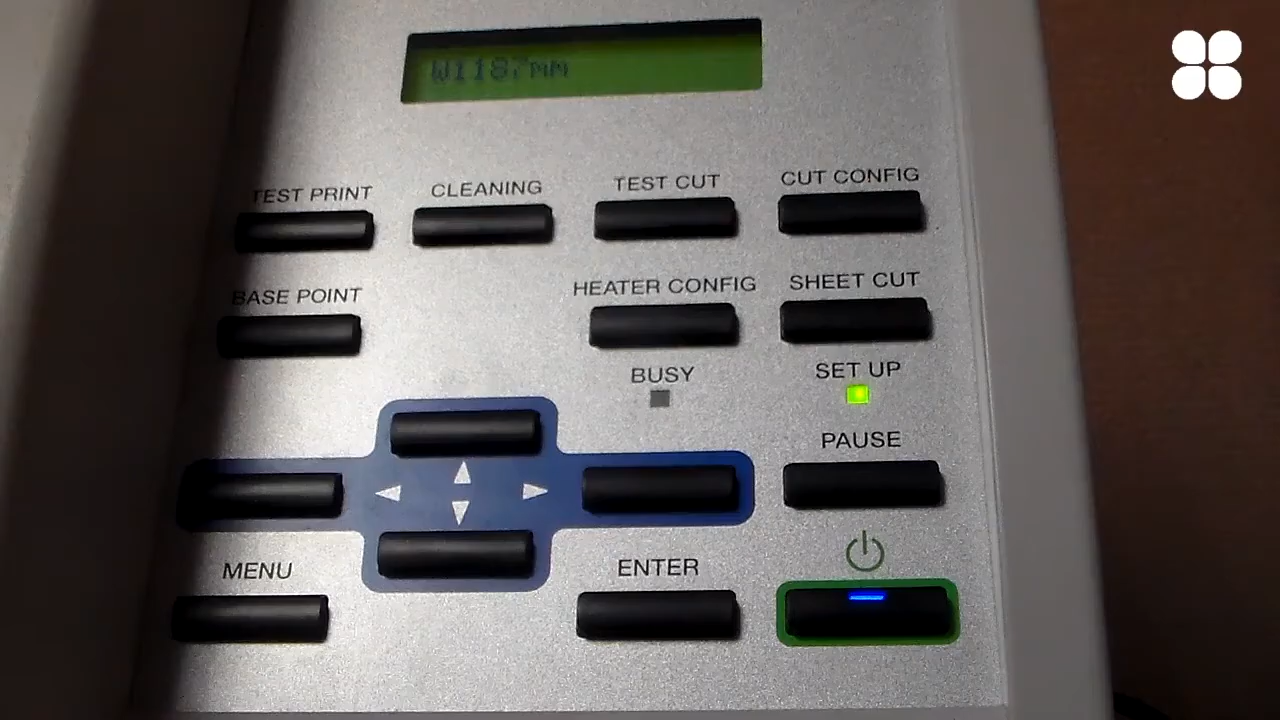 W1187mm
TEST PRINT
CLEANING
TEST CUT
CUT CONFIG
BASE POINT
HEATER CONFIG
SHEET CUT
BUSY
SET UP
PAUSE
MENU
ENTER